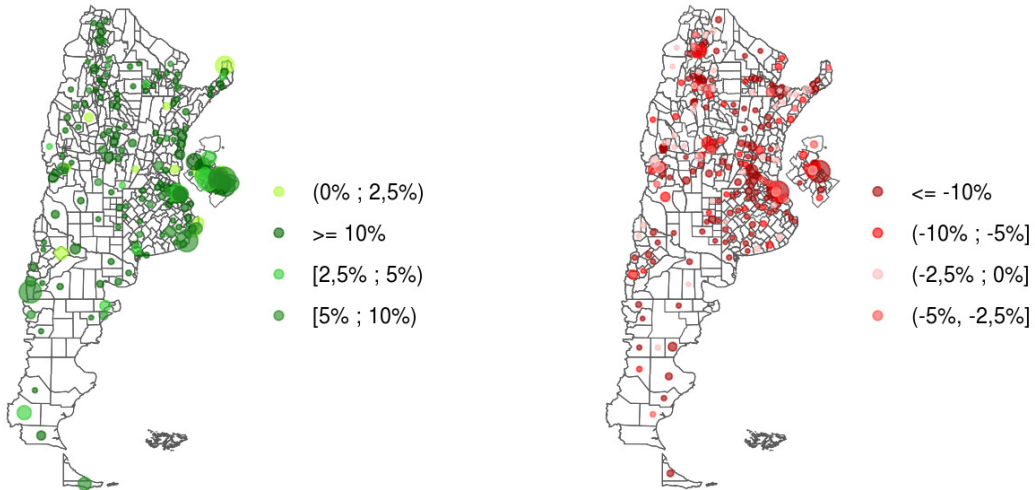 (0% ; 2,5%)
>= 10%
[2,5% ; 5%)
[5% ; 10%)
<= -10%
(-10% ; -5%]
(-2,5% ; 0%]
(-5%, -2,5%]